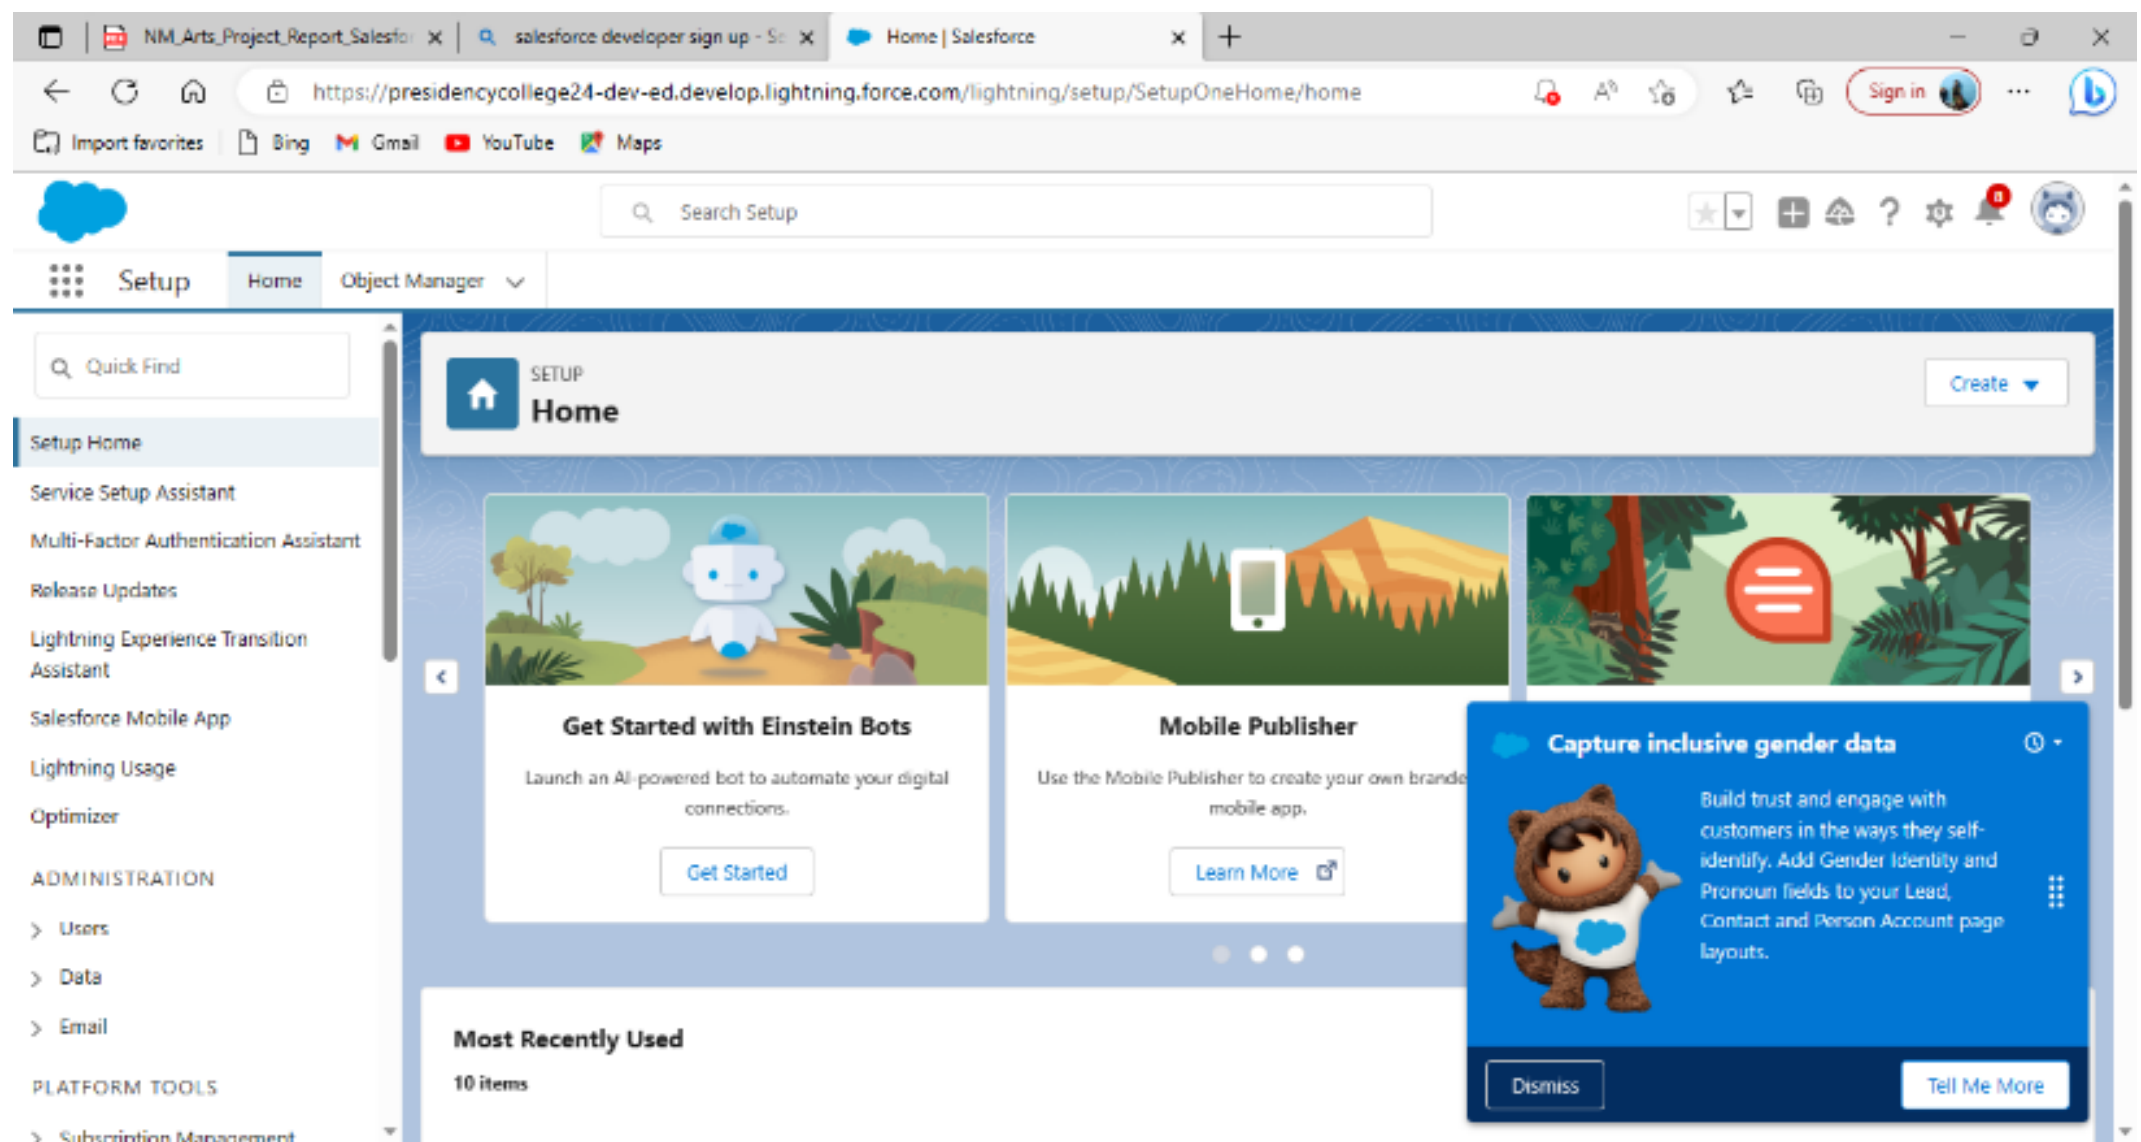 NM_Arts_Project_Report_Salesfo
salesforce developer sign up - Se
Home | Salesforce
https://presidencycollege24-dev-ed.develop.lightning.force.com/lightning/setup/SetupOneHome/home
Sign in
Import favorites
Bing
Gmail
YouTube
Maps
Search Setup
Setup
Home
Object Manager
Quick Find
Setup Home
Service Setup Assistant
Multi-Factor Authentication Assistant
Release Updates
Lightning Experience Transition
Assistant
Salesforce Mobile App
Lightning Usage
Optimizer
ADMINISTRATION
Users
Data
Email
PLATFORM TOOLS
Subscription Management
SETUP
Home
Create
Get Started with Einstein Bots
Launch an AI-powered bot to automate your digital
connections.
Get Started
Mobile Publisher
Use the Mobile Publisher to create your own brande
mobile app.
Learn More
Capture inclusive gender data
Build trust and engage with
customers in the ways they self-
identify. Add Gender Identity and
Pronoun fields to your Lead,
Contact and Person Account page
layouts.
Dismiss
Tell Me More
Most Recently Used
10 items